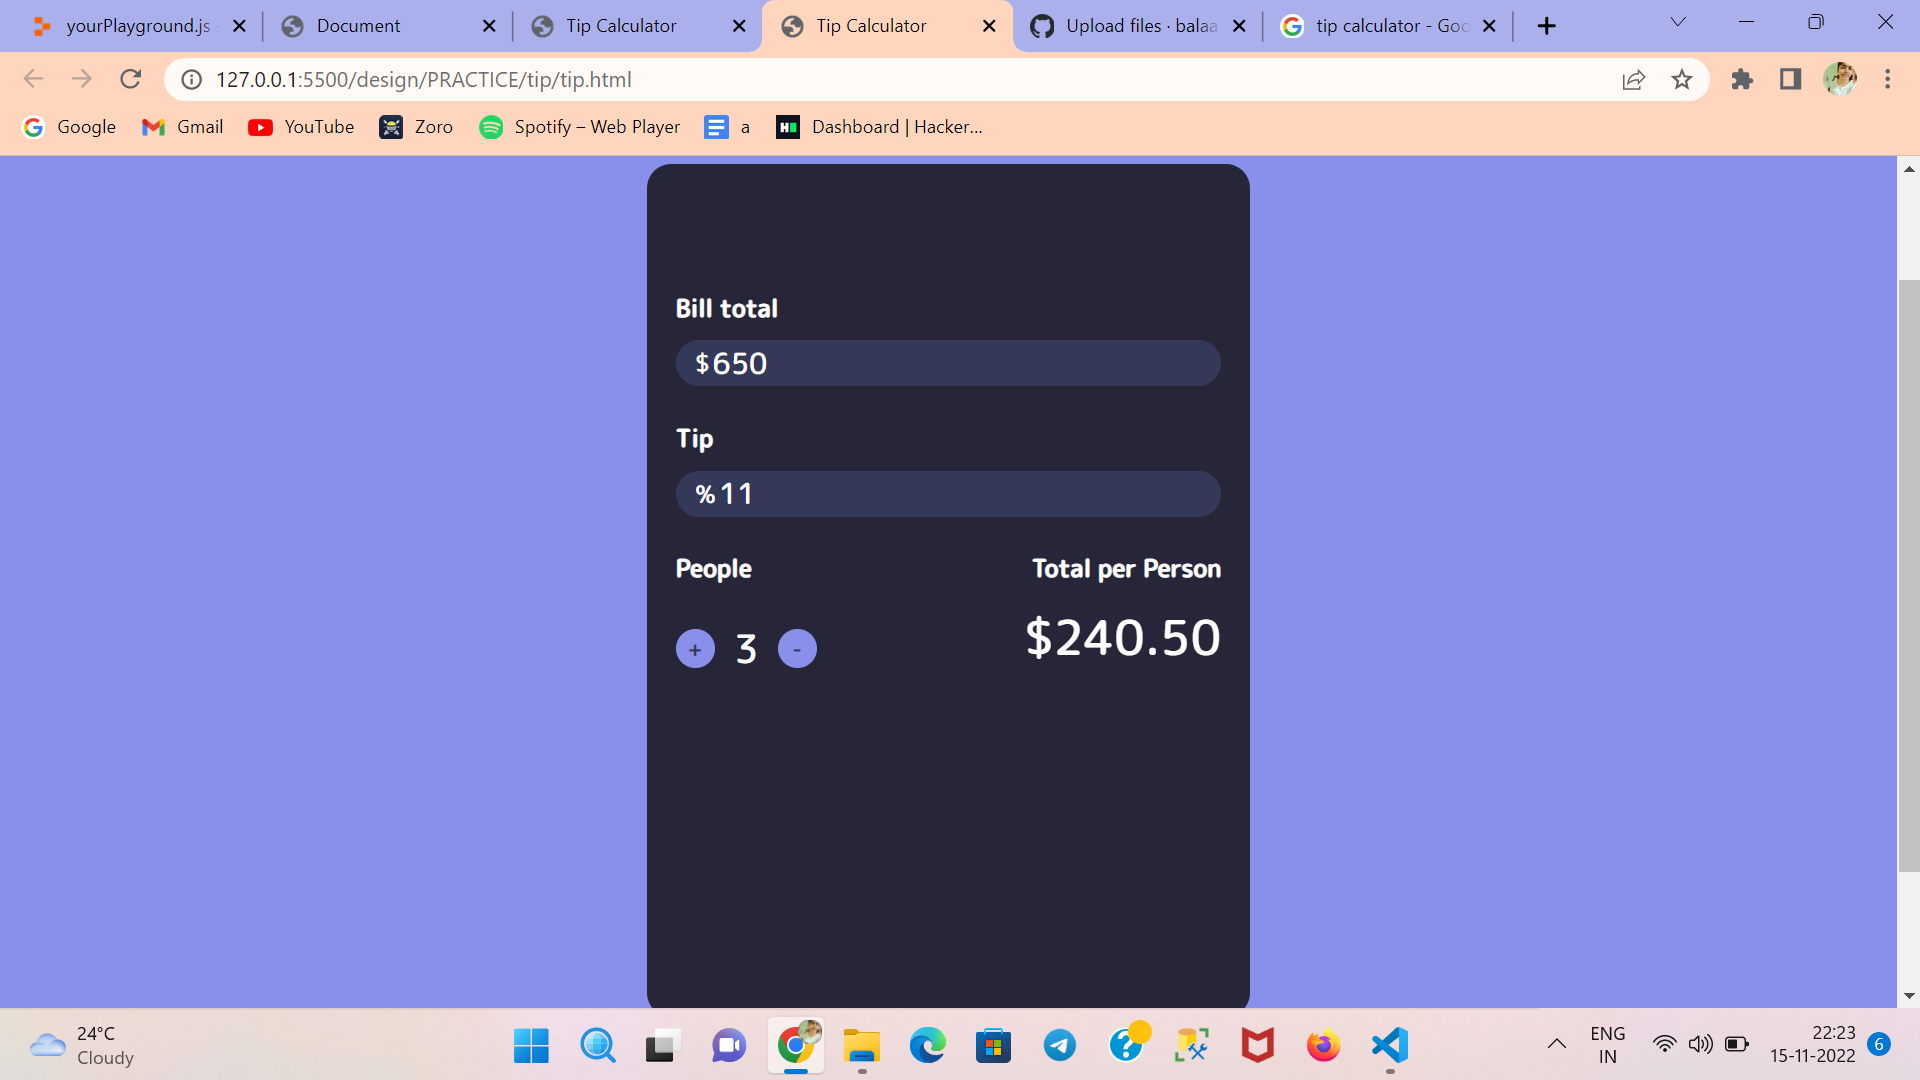 yourPlayground.js
Document
Tip Calculator
Tip Calculator
Upload files · balaa
tip calculator - Goo
127.0.0.1:5500/design/PRACTICE/tip/tip.html
Google
Gmail
YouTube
Zoro
Spotify – Web Player
a
Dashboard | Hacker...
Bill total
$650
Tip
%11
People
Total per Person
+ 3 -
$240.50
24°C
Cloudy
ENG
IN
22:23
15-11-2022
6